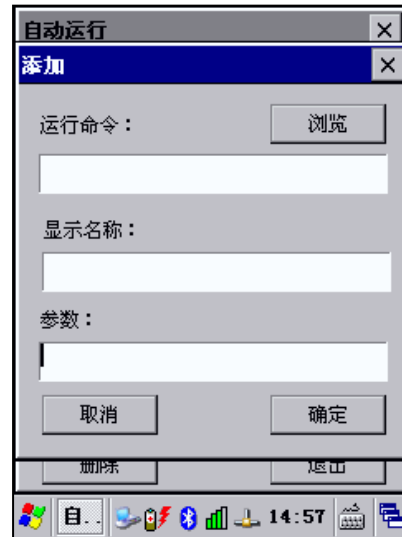 自动运行
添加
运行命令：
浏览
显示名称：
参数：
取消
确定
删除
退出
自..
14:57